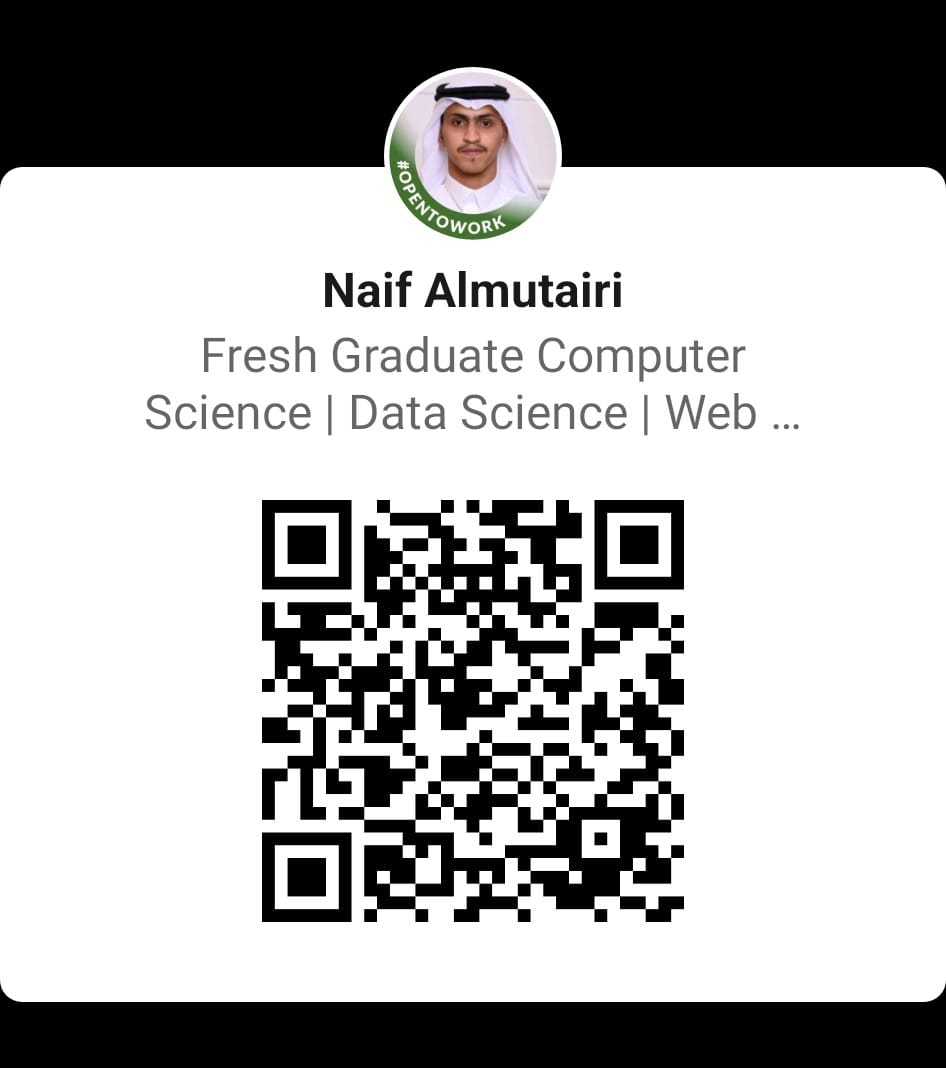 #OPENTOWORK
Naif Almutairi
Fresh Graduate Computer
Science | Data Science | Web ...